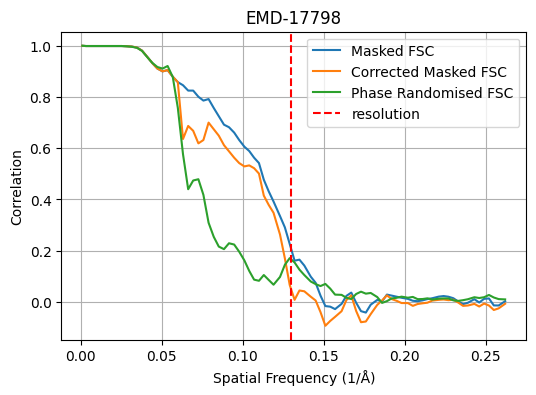 EMD-17798
Masked FSC
Corrected Masked FSC
Phase Randomised FSC
resolution
Correlation
1.0
0.8
0.6
0.4
0.2
0.0
0.00 0.05 0.10 0.15 0.20 0.25
Spatial Frequency (1/Å)